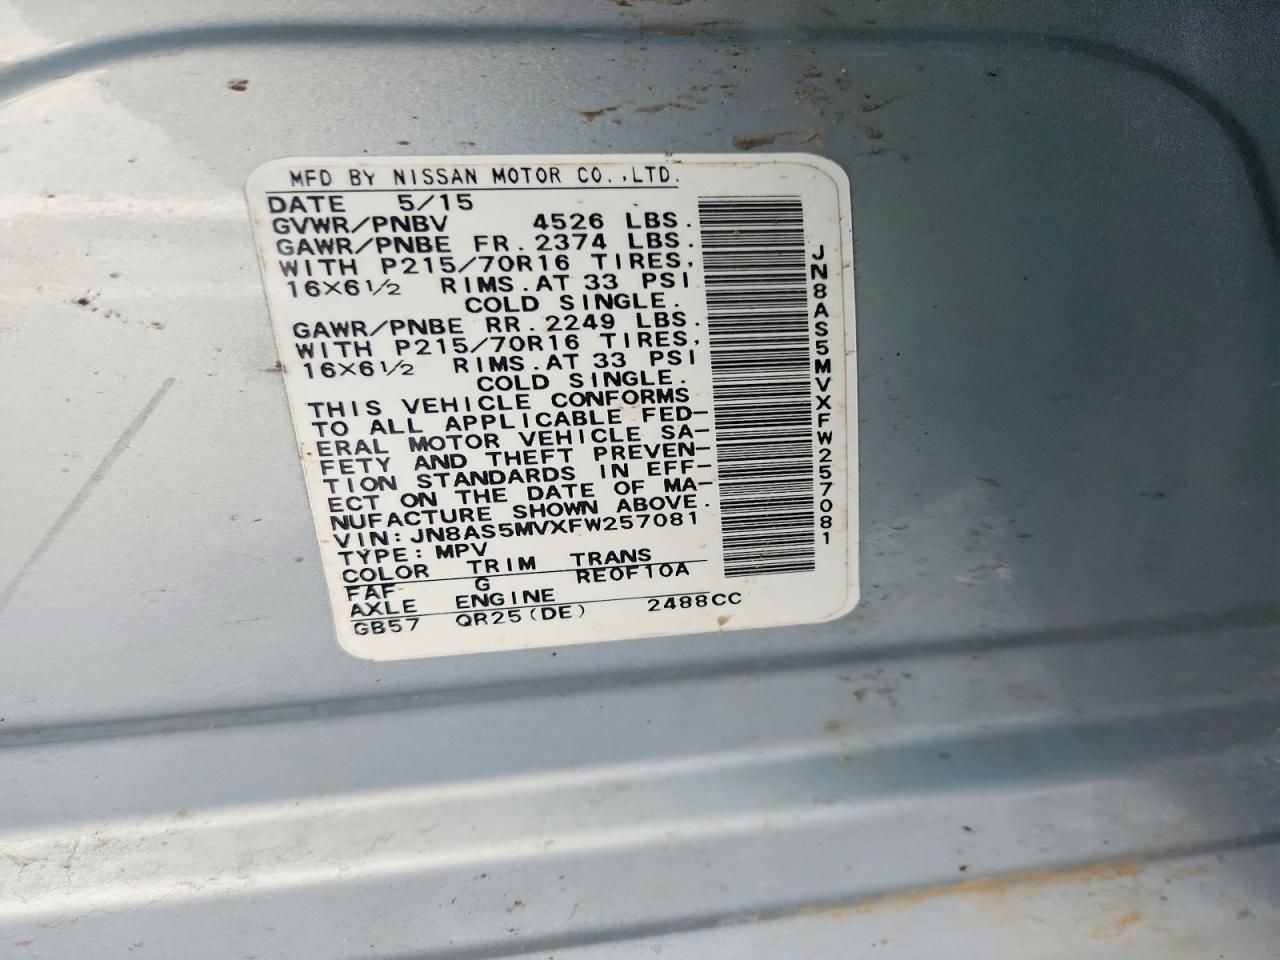 MFD BY NISSAN MOTOR CO.,LTD.
DATE 5/15
GVWR/PNBV 4526 LBS.
GAWR/PNBE FR. 2374 LBS.
WITH P215/70R16 TIRES,
16X6½ RIMS.AT 33 PSI
COLD SINGLE.
GAWR/PNBE RR. 2249 LBS.
WITH P215/70R16 TIRES,
16X6½ RIMS.AT 33 PSI
COLD SINGLE.
THIS VEHICLE CONFORMS
TO ALL APPLICABLE FED-
ERAL MOTOR VEHICLE SA-
FETY AND THEFT PREVEN-
TION STANDARDS IN EFF-
ECT ON THE DATE OF MA-
NUFACTURE SHOWN ABOVE.
VIN: JN8AS5MVXFW257081
TYPE: MPV
COLOR TRIM TRANS
FAF G RE0F10A
AXLE ENGINE
GB57 QR25(DE) 2488CC
JN8AS5MVXFW257081